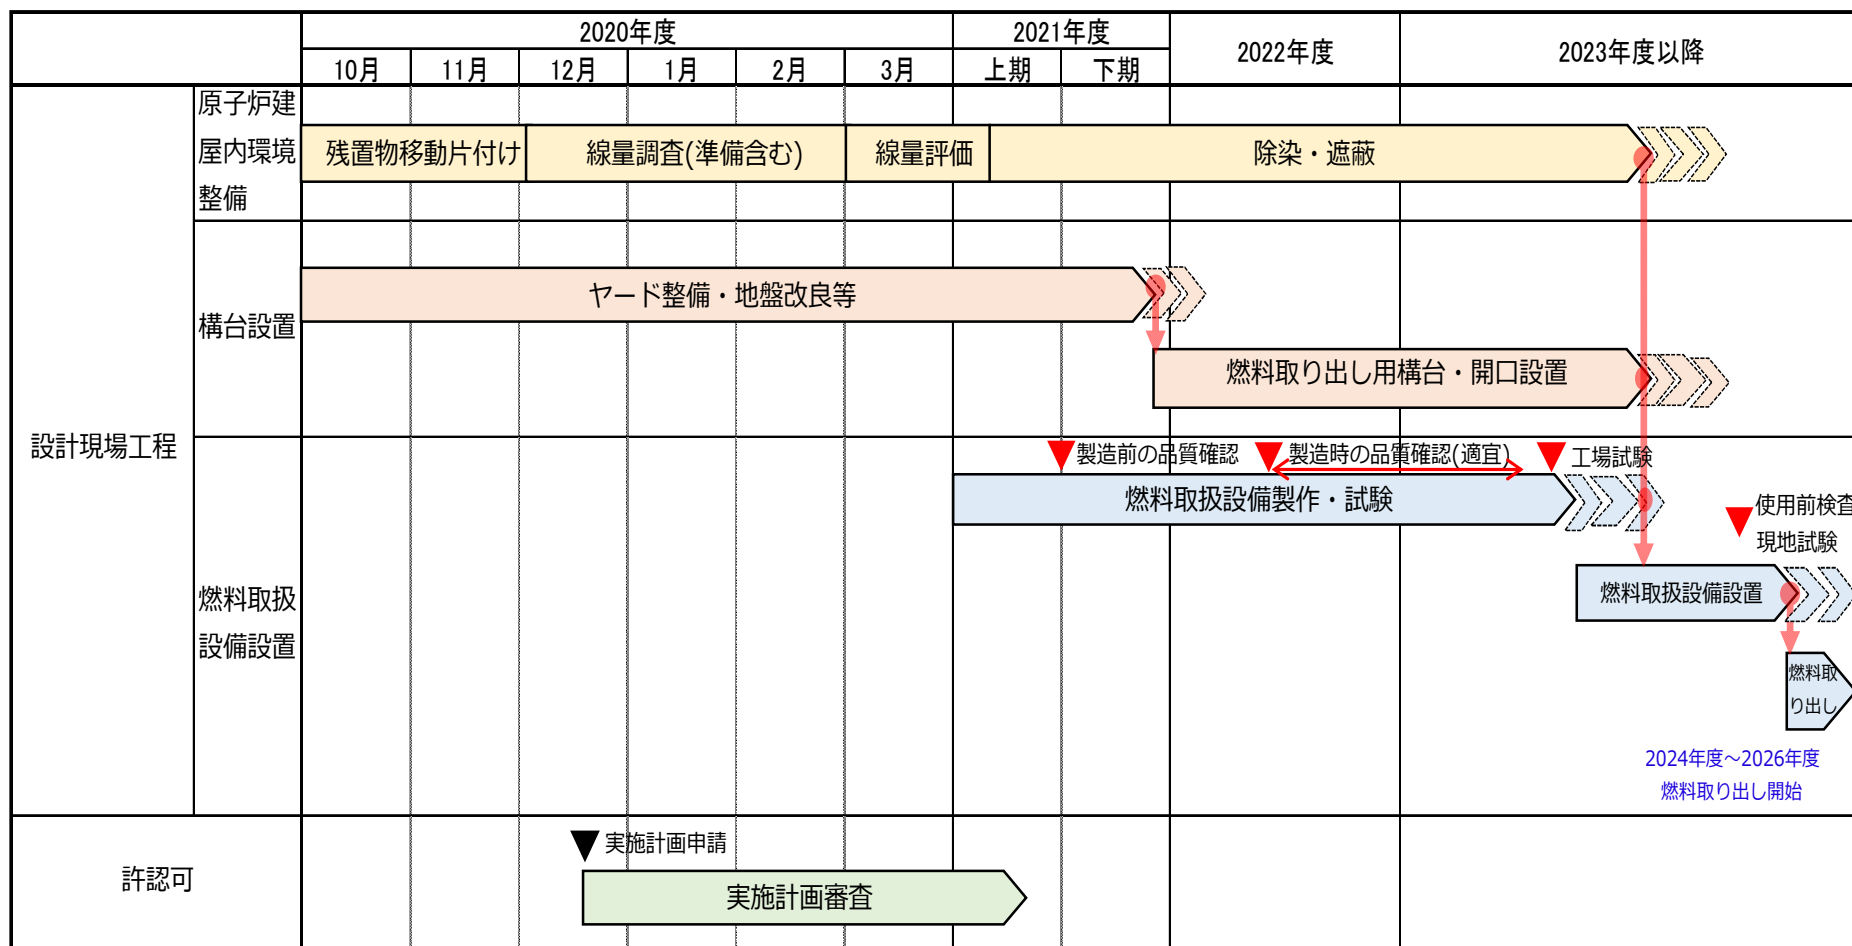 2020年度
2021年度
2022年度
2023年度以降
10月
11月
12月
1月
2月
3月
上期
下期
設計現場工程
原子炉建
屋内環境
整備
残置物移動片付け
線量調査(準備含む)
線量評価
除染・遮蔽
構台設置
ヤード整備・地盤改良等
燃料取り出し用構台・開口設置
燃料取扱
設備設置
製造前の品質確認
製造時の品質確認(適宜)
工場試験
燃料取扱設備製作・試験
使用前検査
現地試験
燃料取扱設備設置
燃料取
り出し
2024年度～2026年度
燃料取り出し開始
許認可
実施計画申請
実施計画審査